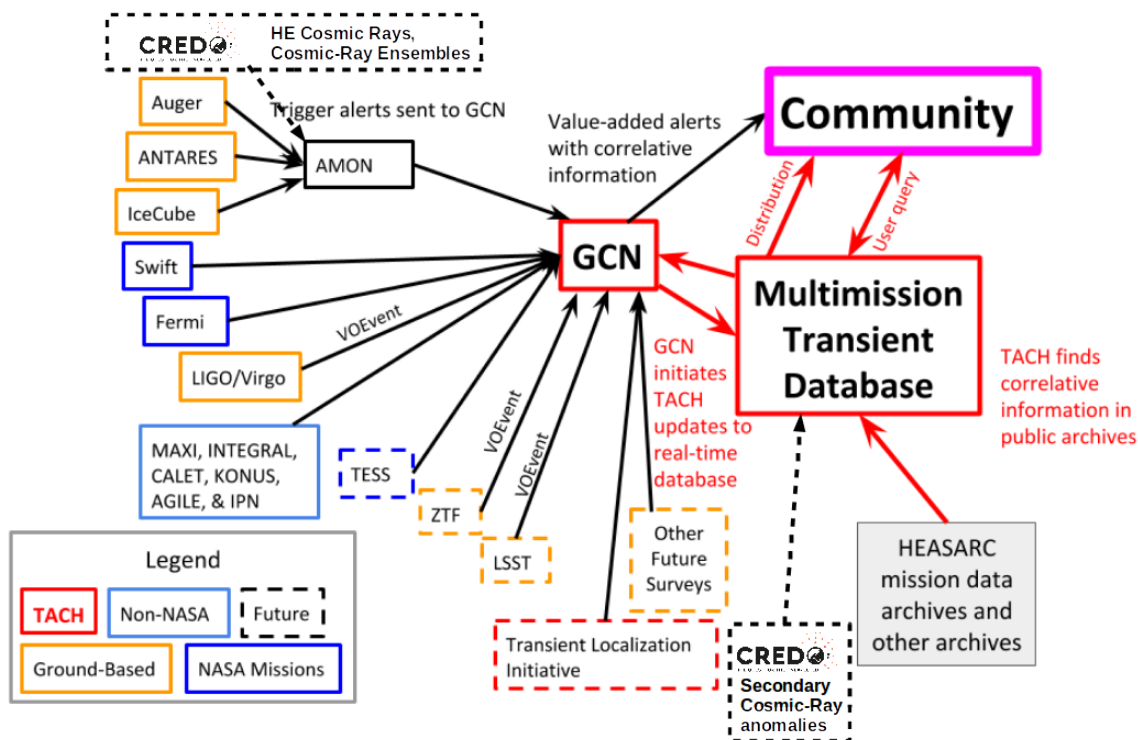 CREDO
HE Cosmic Rays,
Cosmic-Ray Ensembles
Auger
ANTARES
IceCube
Swift
Fermi
LIGO/Virgo
MAXI, INTEGRAL,
CALET, KONUS,
AGILE, & IPN
Trigger alerts sent to GCN
AMON
VOEvent
TESS
ZTF
VOEvent
LSST
VOEvent
Value-added alerts
with correlative
information
GCN
Community
Distribution
User query
Multimission
Transient
Database
GCN
initiates
TACH
updates to
real-time
database
TACH finds
correlative
information in
public archives
Other
Future
Surveys
Transient Localization
Initiative
CREDO
Secondary
Cosmic-Ray
anomalies
HEASARC
mission data
archives and
other archives
Legend
TACH
Non-NASA
Future
Ground-Based
NASA Missions